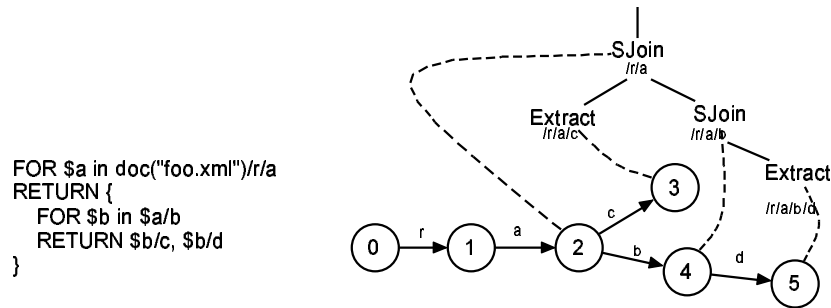 FOR $a in doc("foo.xml")/r/a
RETURN {
FOR $b in $a/b
RETURN $b/c, $b/d
}
SJoin
/r/a
Extract
/r/a/c
SJoin
/r/a/b
Extract
/r/a/b/d
0
r
1
a
2
c
3
b
4
d
5